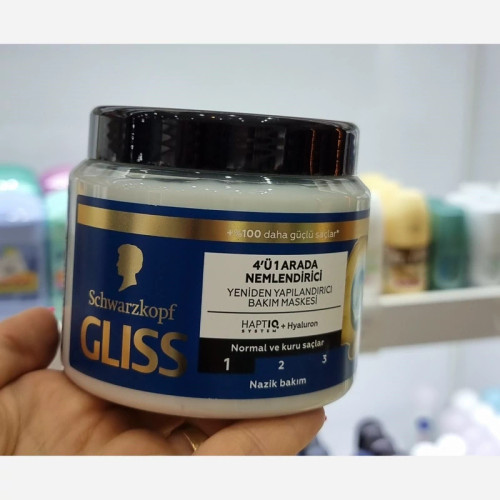 +%100 daha güçlü saçlar*
Schwarzkopf
GLISS
4'Ü 1 ARADA
NEMLENDİRİCİ
YENİDEN YAPILANDIRICI
BAKIM MASKESİ
HAPTIQ + Hyaluron
SYSTEM
Normal ve kuru saçlar
1 2 3
Nazik bakım